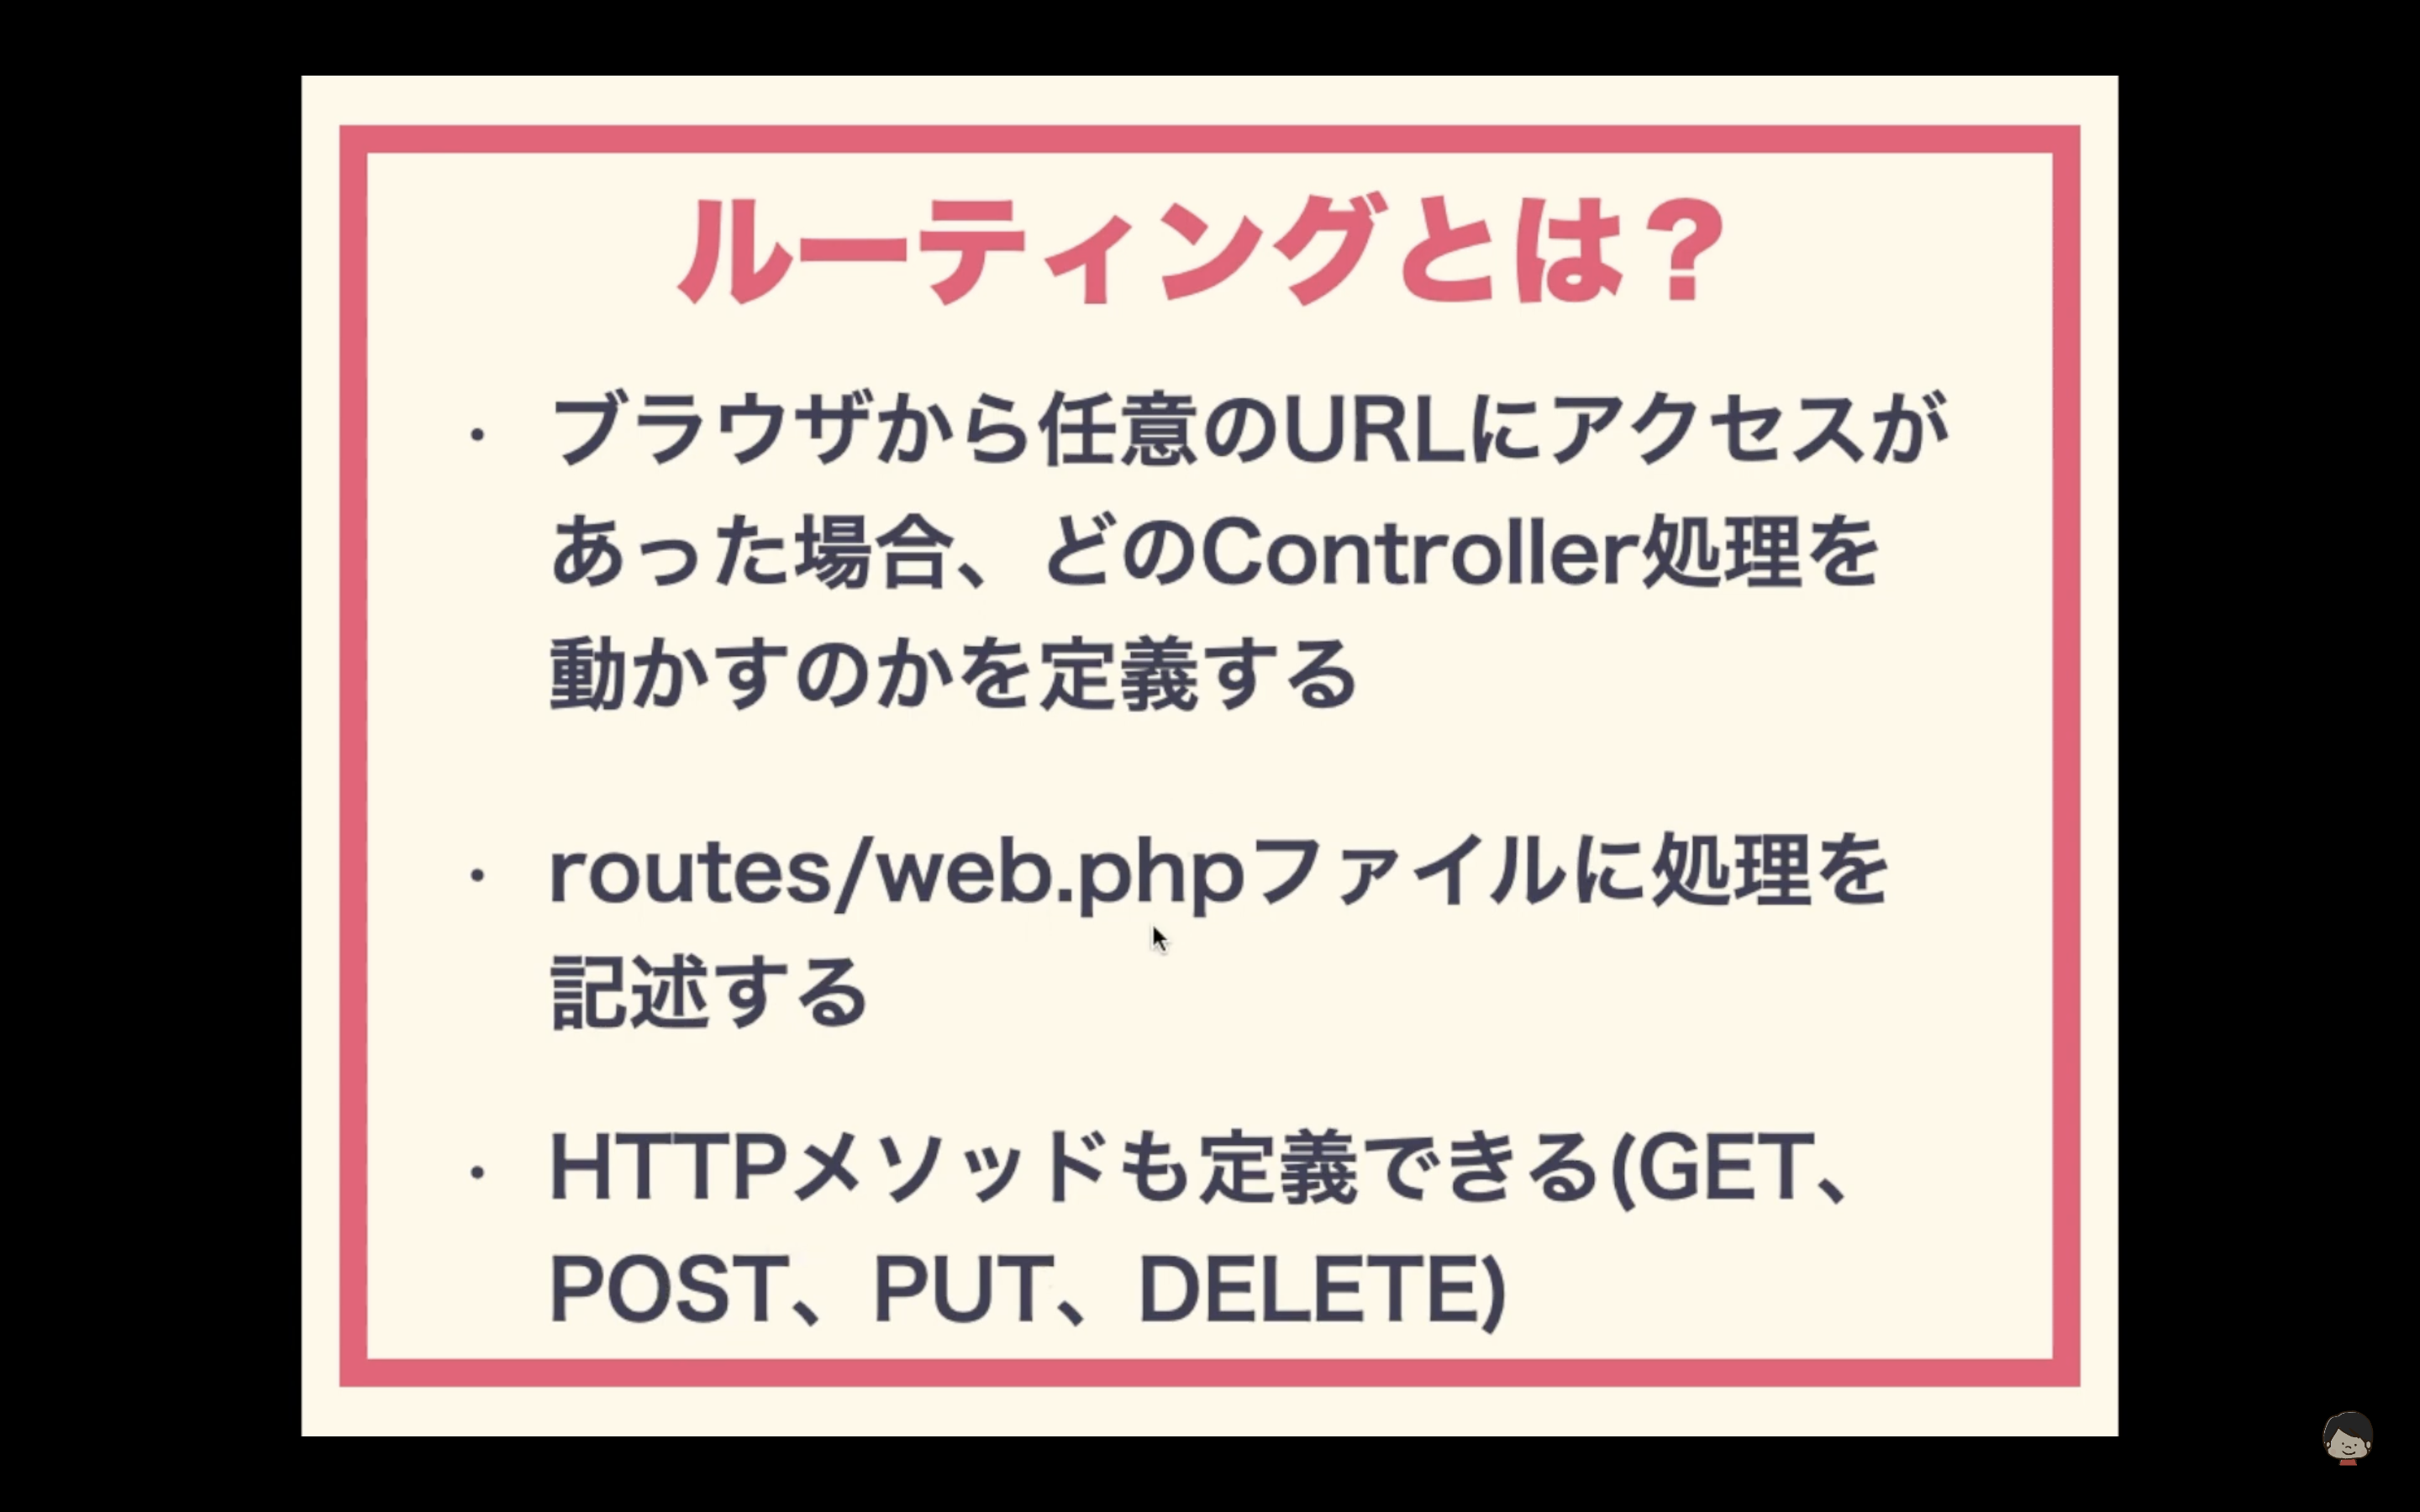 ルーティングとは？
・ ブラウザから任意のURLにアクセスが
あった場合、どのController処理を
動かすのかを定義する
・ routes/web.phpファイルに処理を
記述する
・ HTTPメソッドも定義できる(GET、
POST、PUT、DELETE)